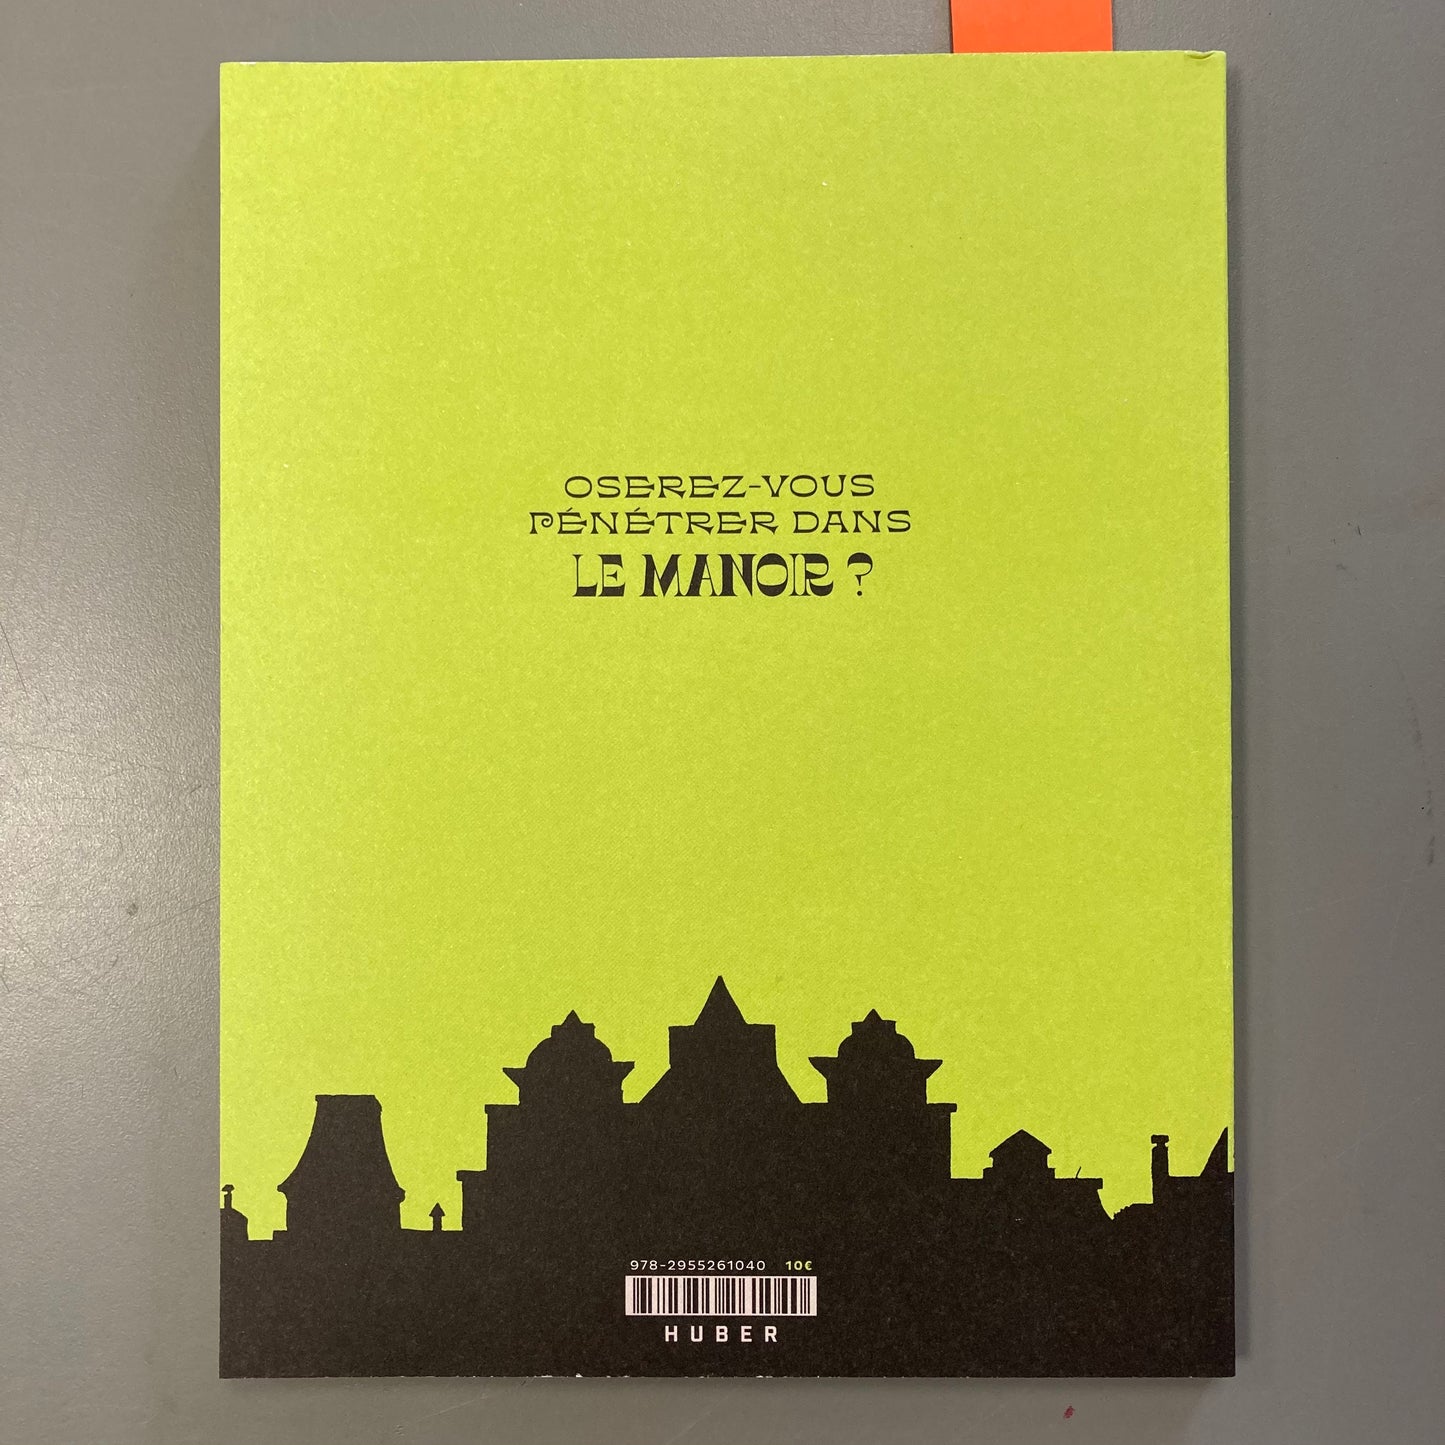 OSEREZ-VOUS
PÉNÉTRER DANS
LE MANOIR ?
978-2955261040 10€
HUBER